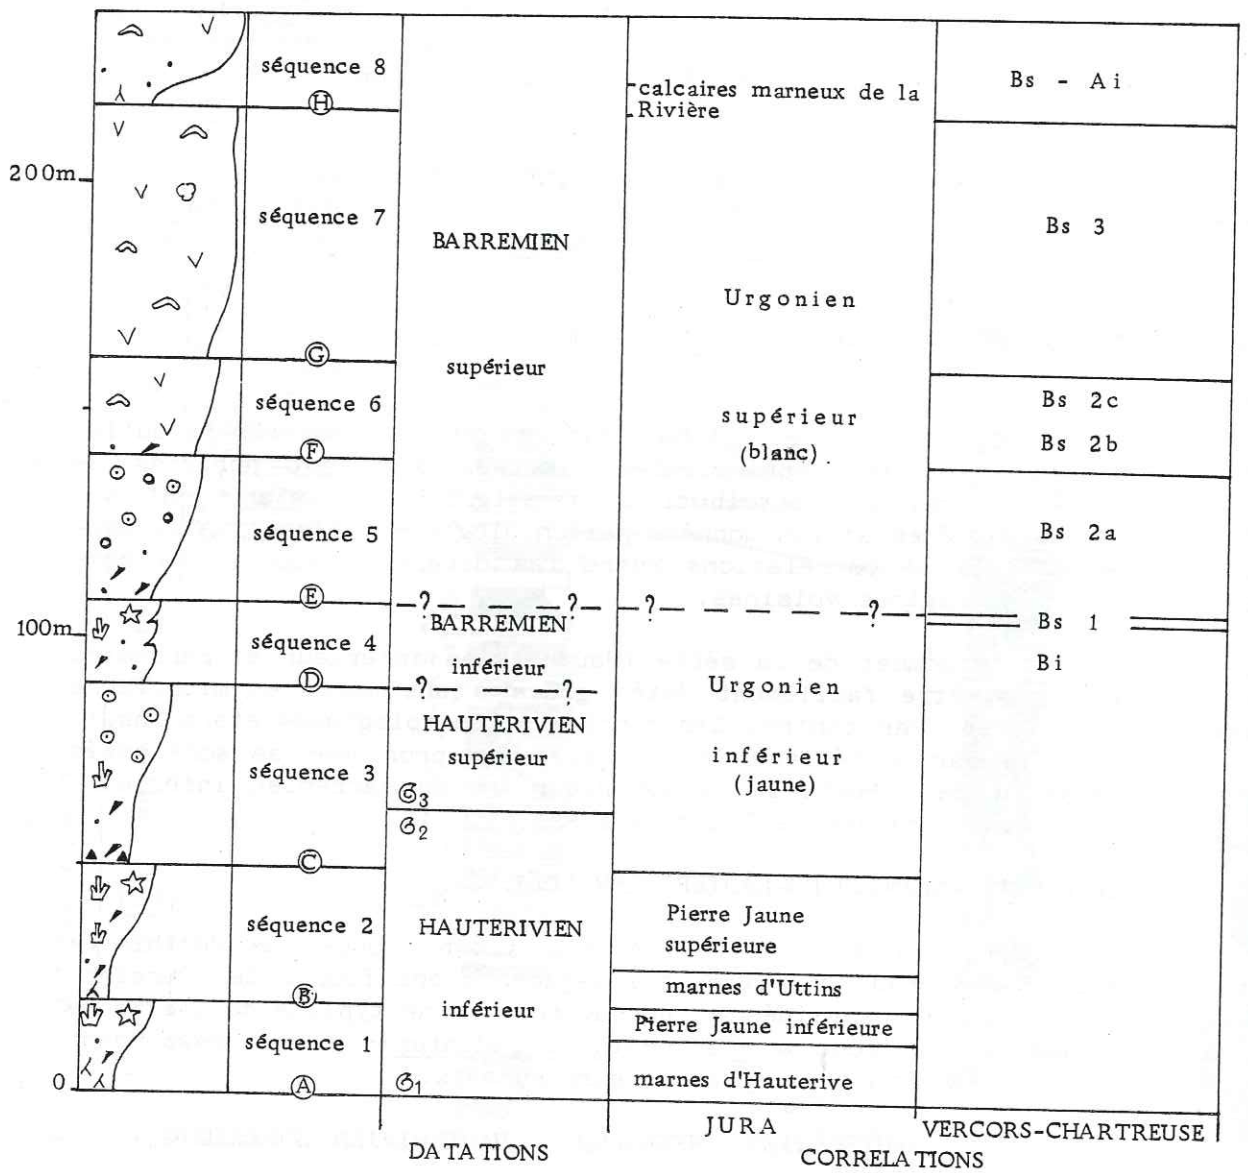 séquence 8
H
200m
séquence 7
G
séquence 6
F
séquence 5
E
100m
séquence 4
D
séquence 3
C
séquence 2
B
séquence 1
0
A
BARREMIEN
supérieur
? ?
BARREMIEN
inférieur
? ?
HAUTERIVIEN
supérieur
3
2
HAUTERIVIEN
inférieur
1
DATATIONS
calcaires marneux de la
Rivière
Urgonien
supérieur
(blanc)
? ?
Urgonien
inférieur
(jaune)
Pierre Jaune
supérieure
marnes d'Uttins
Pierre Jaune inférieure
marnes d'Hauterive
JURA
Bs - Ai
Bs 3
Bs 2c
Bs 2b
Bs 2a
Bs 1
Bi
VERCORS-CHARTREUSE
CORRELATIONS